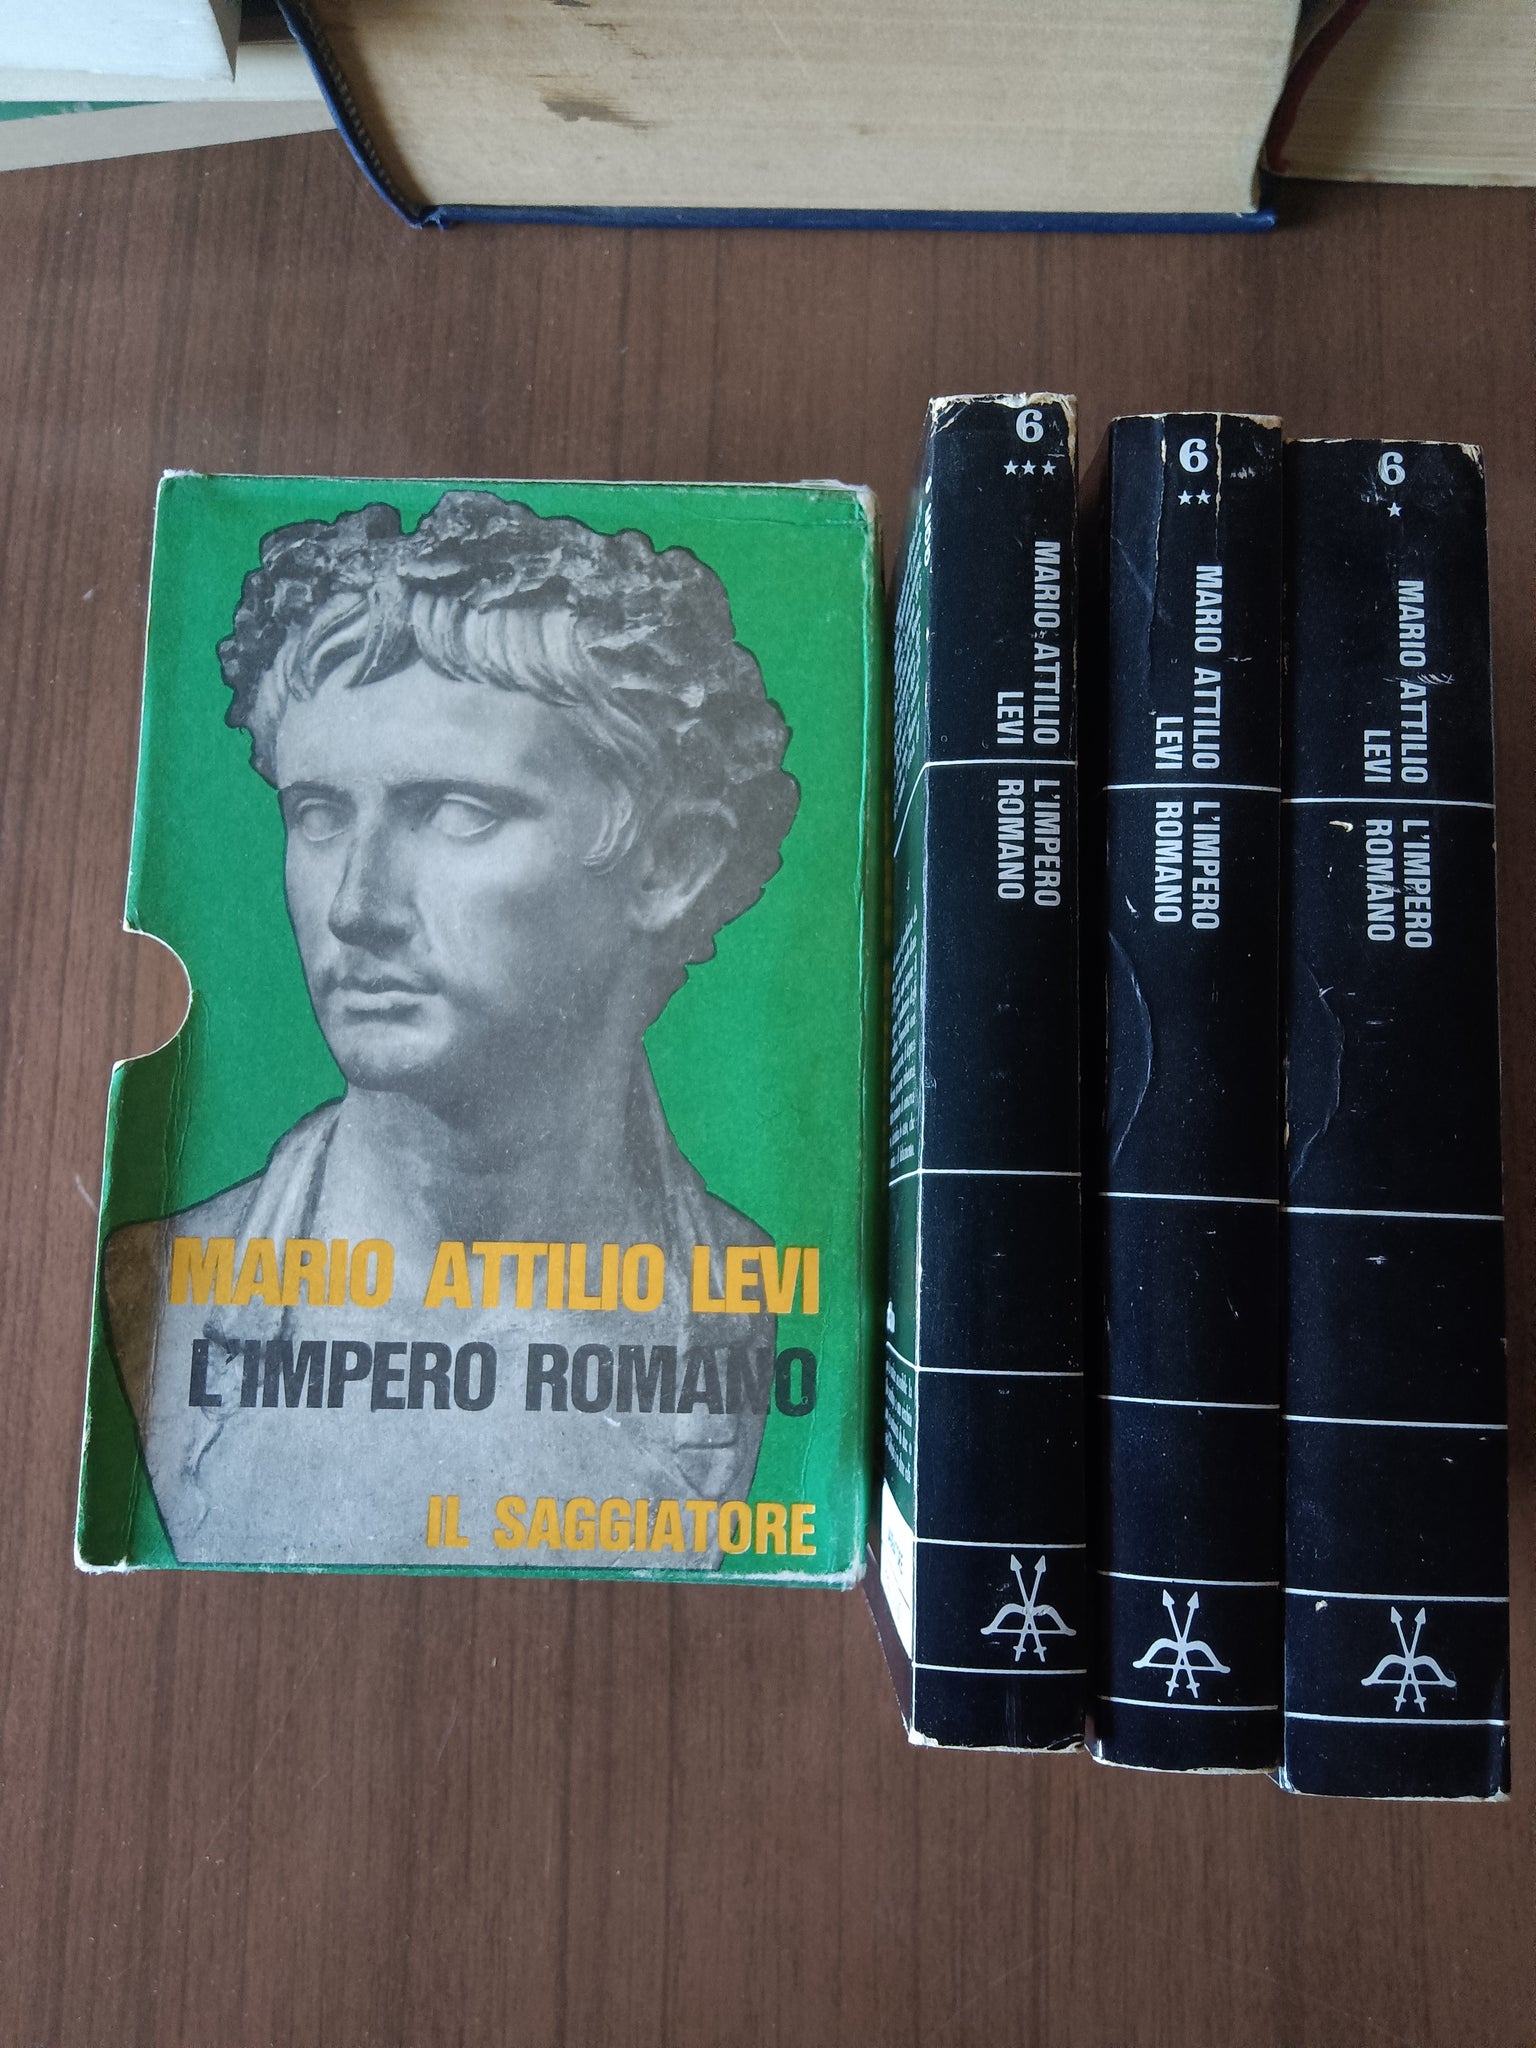 MARIO ATTILIO LEVI
L'IMPERO ROMANO
IL SAGGIATORE
6
★★★
MARIO ATTILIO
LEVI
L'IMPERO
ROMANO
6
★★
MARIO ATTILIO
LEVI
L'IMPERO
ROMANO
6
★
MARIO ATTILIO
LEVI
L'IMPERO
ROMANO